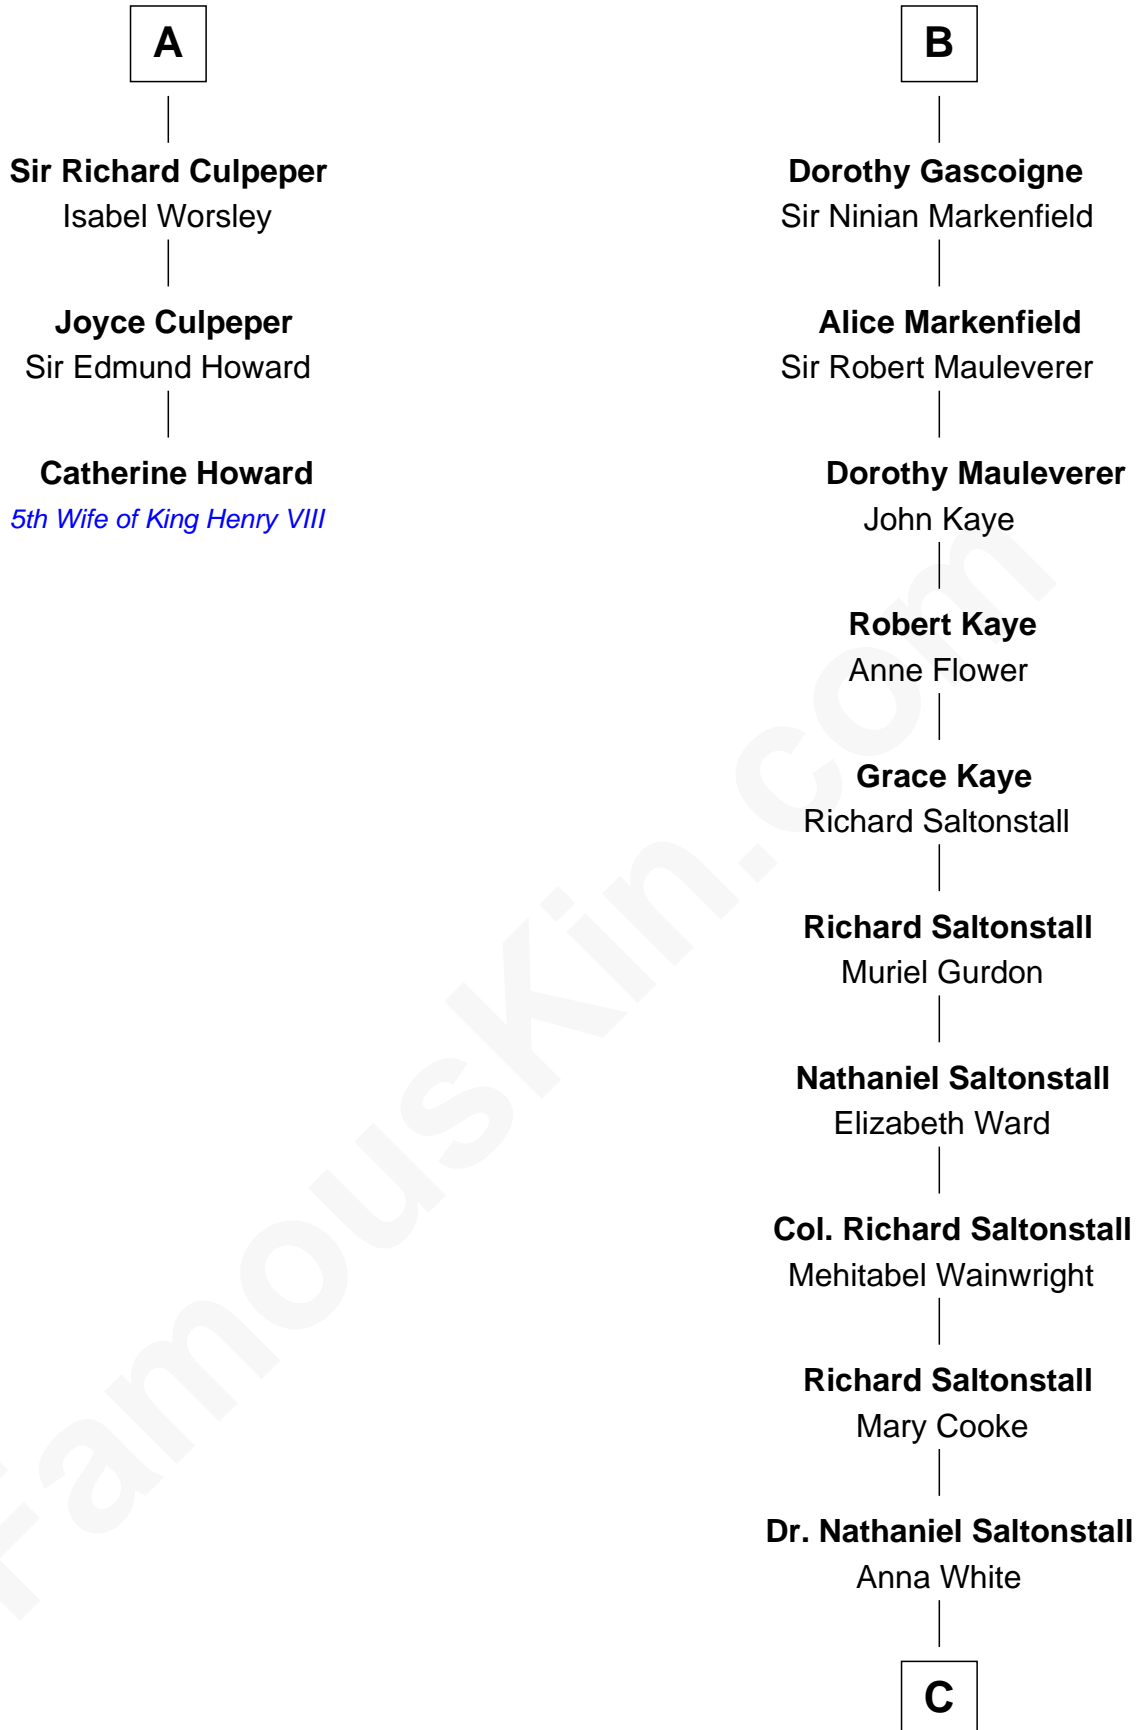 A
Sir Richard Culpeper
Isabel Worsley
Joyce Culpeper
Sir Edmund Howard
Catherine Howard
5th Wife of King Henry VIII
B
Dorothy Gascoigne
Sir Ninian Markenfield
Alice Markenfield
Sir Robert Mauleverer
Dorothy Mauleverer
John Kaye
Robert Kaye
Anne Flower
Grace Kaye
Richard Saltonstall
Richard Saltonstall
Muriel Gurdon
Nathaniel Saltonstall
Elizabeth Ward
Col. Richard Saltonstall
Mehitabel Wainwright
Richard Saltonstall
Mary Cooke
Dr. Nathaniel Saltonstall
Anna White
C
FamousKin.com